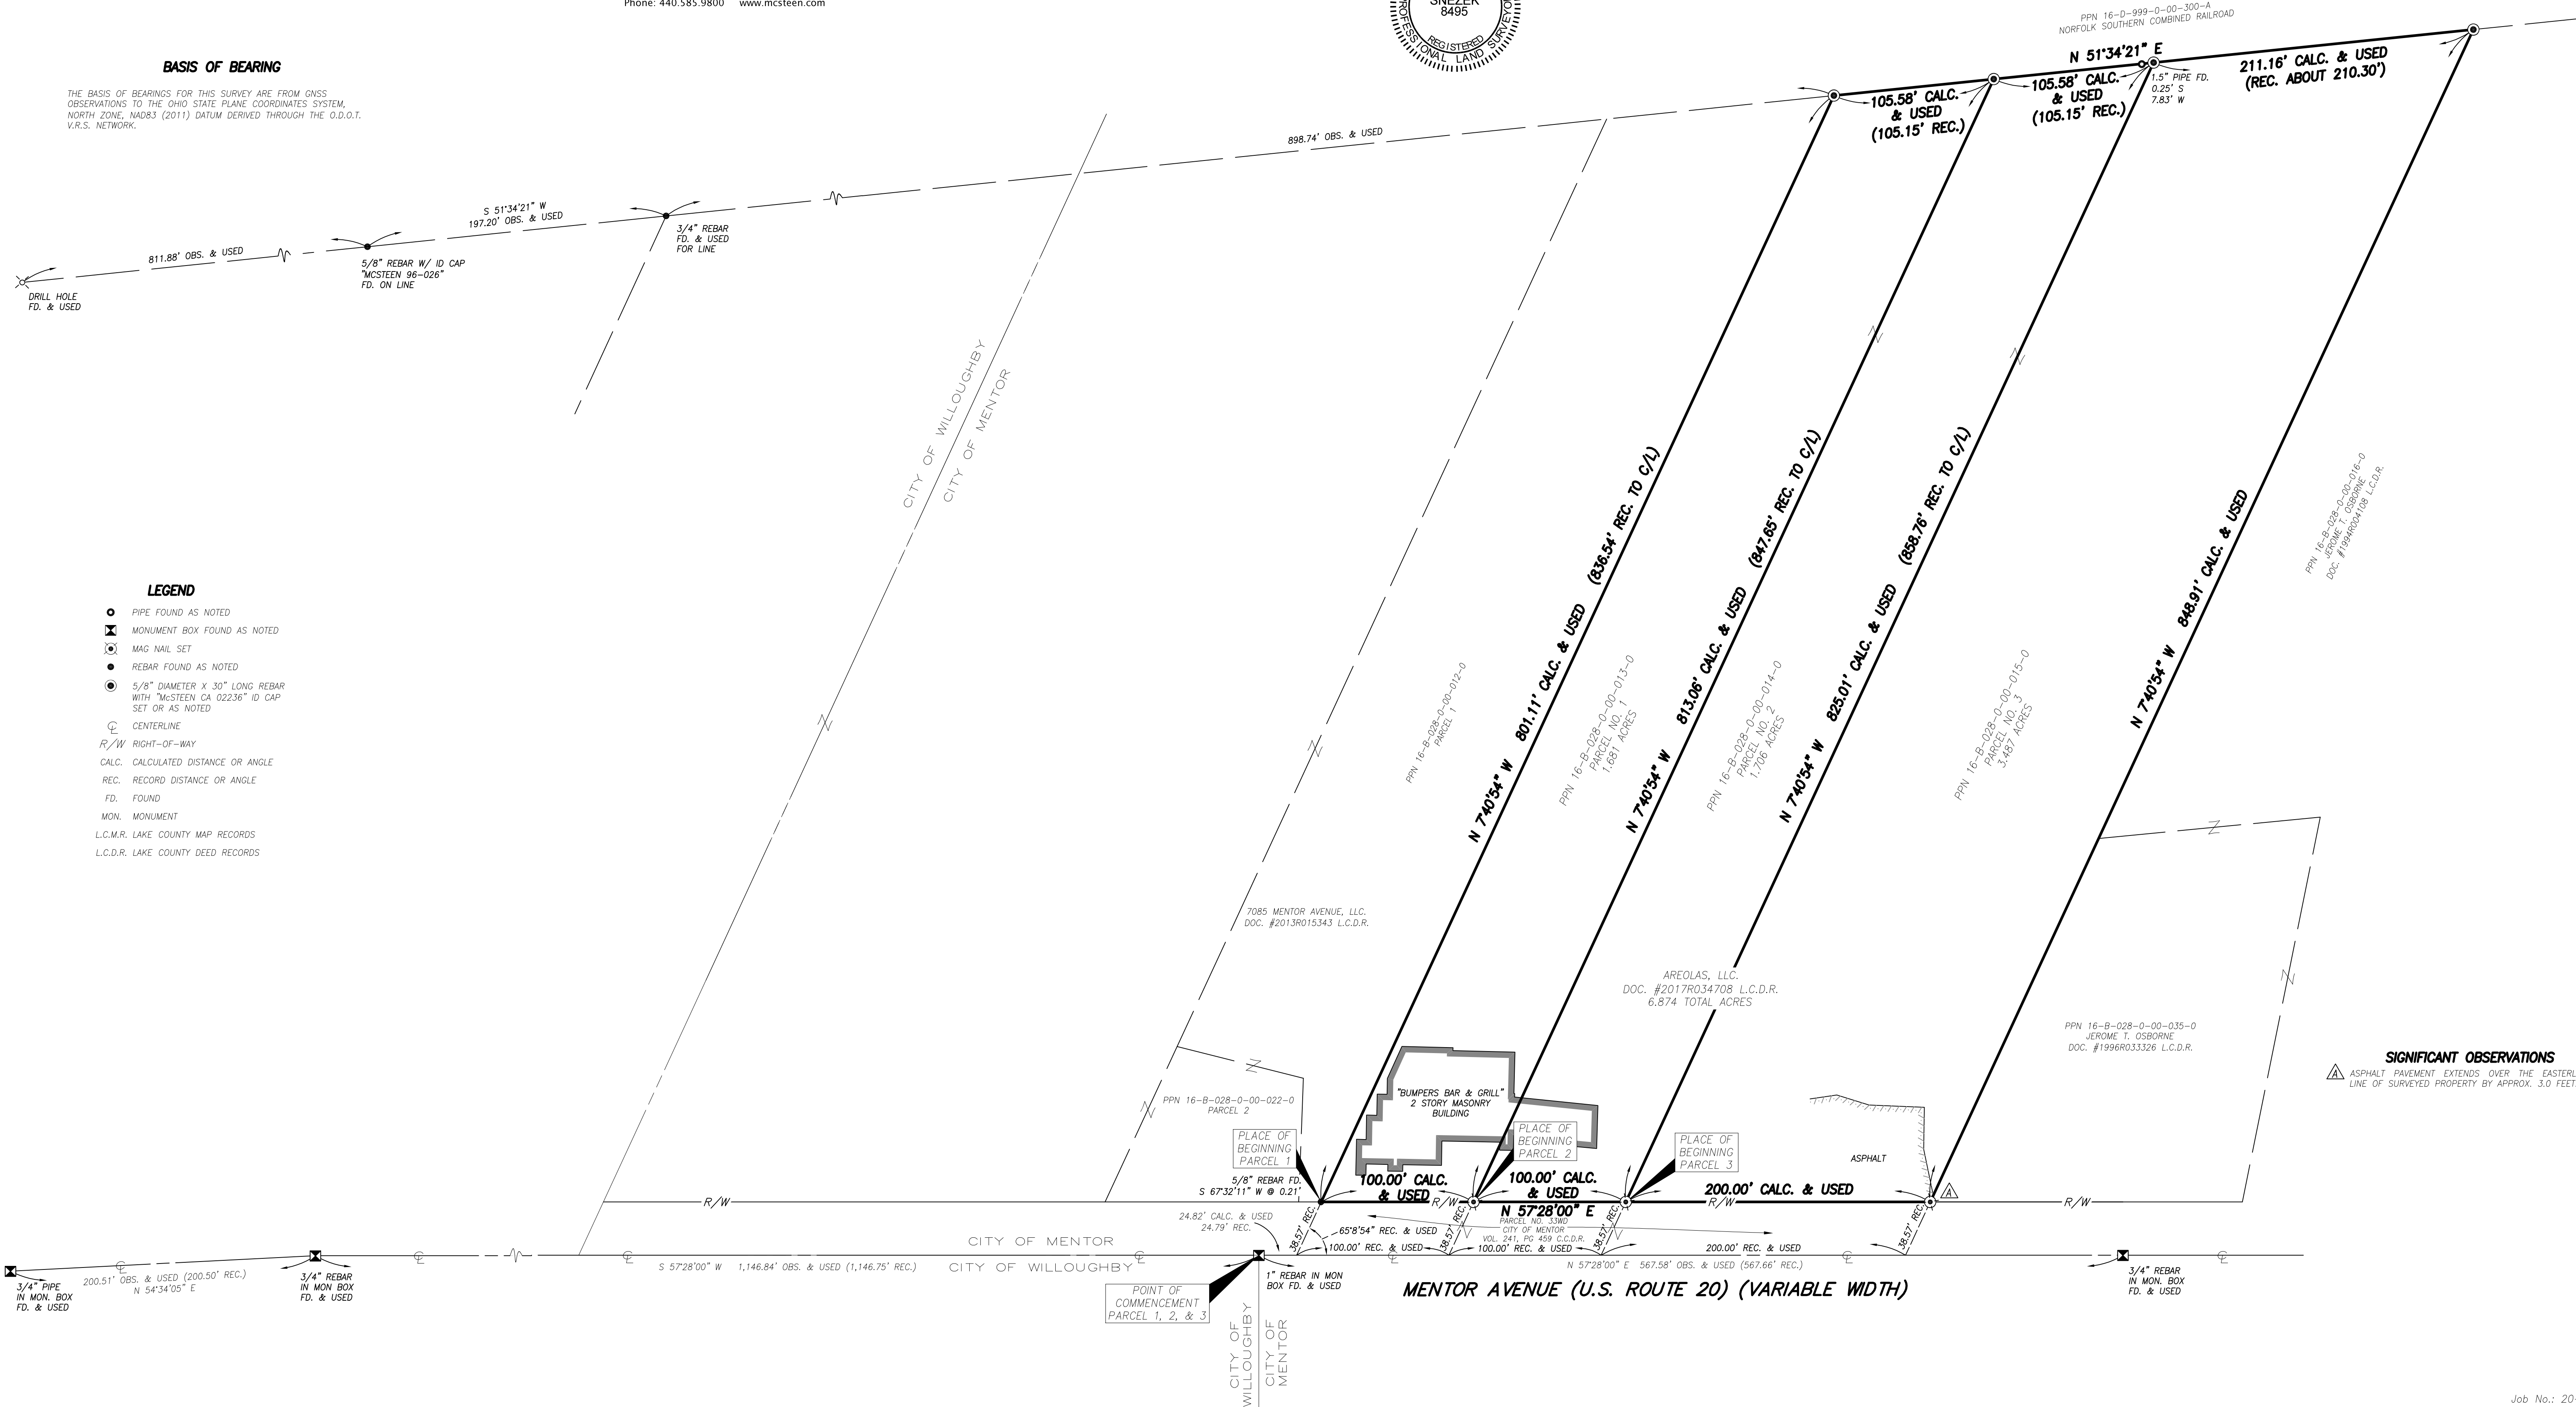 Phone: 440.585.9800 www.mcsteen.com
SNEZEK
8495
REGISTERED
PROFESSIONAL LAND SURVEYOR
PPN 16-D-999-0-00-300-A
NORFOLK SOUTHERN COMBINED RAILROAD
BASIS OF BEARING
THE BASIS OF BEARINGS FOR THIS SURVEY ARE FROM GNSS
OBSERVATIONS TO THE OHIO STATE PLANE COORDINATES SYSTEM,
NORTH ZONE, NAD83 (2011) DATUM DERIVED THROUGH THE O.D.O.T.
V.R.S. NETWORK.
N 51°34'21" E
105.58' CALC.
& USED
(105.15' REC.)
105.58' CALC.
& USED
(105.15' REC.)
1.5" PIPE FD.
0.25' S
7.83' W
211.16' CALC. & USED
(REC. ABOUT 210.30')
898.74' OBS. & USED
S 51°34'21" W
197.20' OBS. & USED
811.88' OBS. & USED
3/4" REBAR
FD. & USED
FOR LINE
5/8" REBAR W/ ID CAP
"MCSTEEN 96-026"
FD. ON LINE
DRILL HOLE
FD. & USED
CITY OF WILLOUGHBY
CITY OF MENTOR
LEGEND
PIPE FOUND AS NOTED
MONUMENT BOX FOUND AS NOTED
MAG NAIL SET
REBAR FOUND AS NOTED
5/8" DIAMETER X 30" LONG REBAR
WITH "McSTEEN CA 02236" ID CAP
SET OR AS NOTED
CENTERLINE
R/W RIGHT-OF-WAY
CALC. CALCULATED DISTANCE OR ANGLE
REC. RECORD DISTANCE OR ANGLE
FD. FOUND
MON. MONUMENT
L.C.M.R. LAKE COUNTY MAP RECORDS
L.C.D.R. LAKE COUNTY DEED RECORDS
N 7°40'54" W 801.11' CALC. & USED (836.54' REC. TO C/L)
N 7°40'54" W 813.06' CALC. & USED (847.65' REC. TO C/L)
N 7°40'54" W 825.01' CALC. & USED (858.76' REC. TO C/L)
N 7°40'54" W 848.91' CALC. & USED
PPN 16-B-028-0-00-016-0
JEROME T. OSBORNE
DOC. #1994R004108 L.C.D.R.
PPN 16-B-028-0-00-012-0
PARCEL 1
PPN 16-B-028-0-00-013-0
PARCEL NO. 1
1.681 ACRES
PPN 16-B-028-0-00-014-0
PARCEL NO. 2
1.706 ACRES
PPN 16-B-028-0-00-015-0
PARCEL NO. 3
3.487 ACRES
7085 MENTOR AVENUE, LLC.
DOC. #2013R015343 L.C.D.R.
AREOLAS, LLC.
DOC. #2017R034708 L.C.D.R.
6.874 TOTAL ACRES
PPN 16-B-028-0-00-035-0
JEROME T. OSBORNE
DOC. #1996R033326 L.C.D.R.
SIGNIFICANT OBSERVATIONS
A ASPHALT PAVEMENT EXTENDS OVER THE EASTERL
LINE OF SURVEYED PROPERTY BY APPROX. 3.0 FEET
"BUMPERS BAR & GRILL"
2 STORY MASONRY
BUILDING
PPN 16-B-028-0-00-022-0
PARCEL 2
PLACE OF
BEGINNING
PARCEL 1
PLACE OF
BEGINNING
PARCEL 2
PLACE OF
BEGINNING
PARCEL 3
ASPHALT
5/8" REBAR FD.
S 67°32'11" W @ 0.21'
100.00' CALC.
& USED
100.00' CALC.
& USED
200.00' CALC. & USED
A
R/W
R/W
R/W
R/W
N 57°28'00" E
PARCEL NO. 33WD
CITY OF MENTOR
VOL. 241, PG 459 C.C.D.R.
24.82' CALC. & USED
24.79' REC.
38.57' REC.
38.57' REC.
38.57' REC.
38.57' REC.
65°8'54" REC. & USED
100.00' REC. & USED
100.00' REC. & USED
200.00' REC. & USED
CITY OF MENTOR
CITY OF WILLOUGHBY
S 57°28'00" W 1,146.84' OBS. & USED (1,146.75' REC.)
N 57°28'00" E 567.58' OBS. & USED (567.66' REC.)
200.51' OBS. & USED (200.50' REC.)
N 54°34'05" E
3/4" PIPE
IN MON. BOX
FD. & USED
3/4" REBAR
IN MON BOX
FD. & USED
1" REBAR IN MON
BOX FD. & USED
3/4" REBAR
IN MON. BOX
FD. & USED
POINT OF
COMMENCEMENT
PARCEL 1, 2, & 3
MENTOR AVENUE (U.S. ROUTE 20) (VARIABLE WIDTH)
CITY OF
WILLOUGHBY
CITY OF
MENTOR
Job No.: 20-